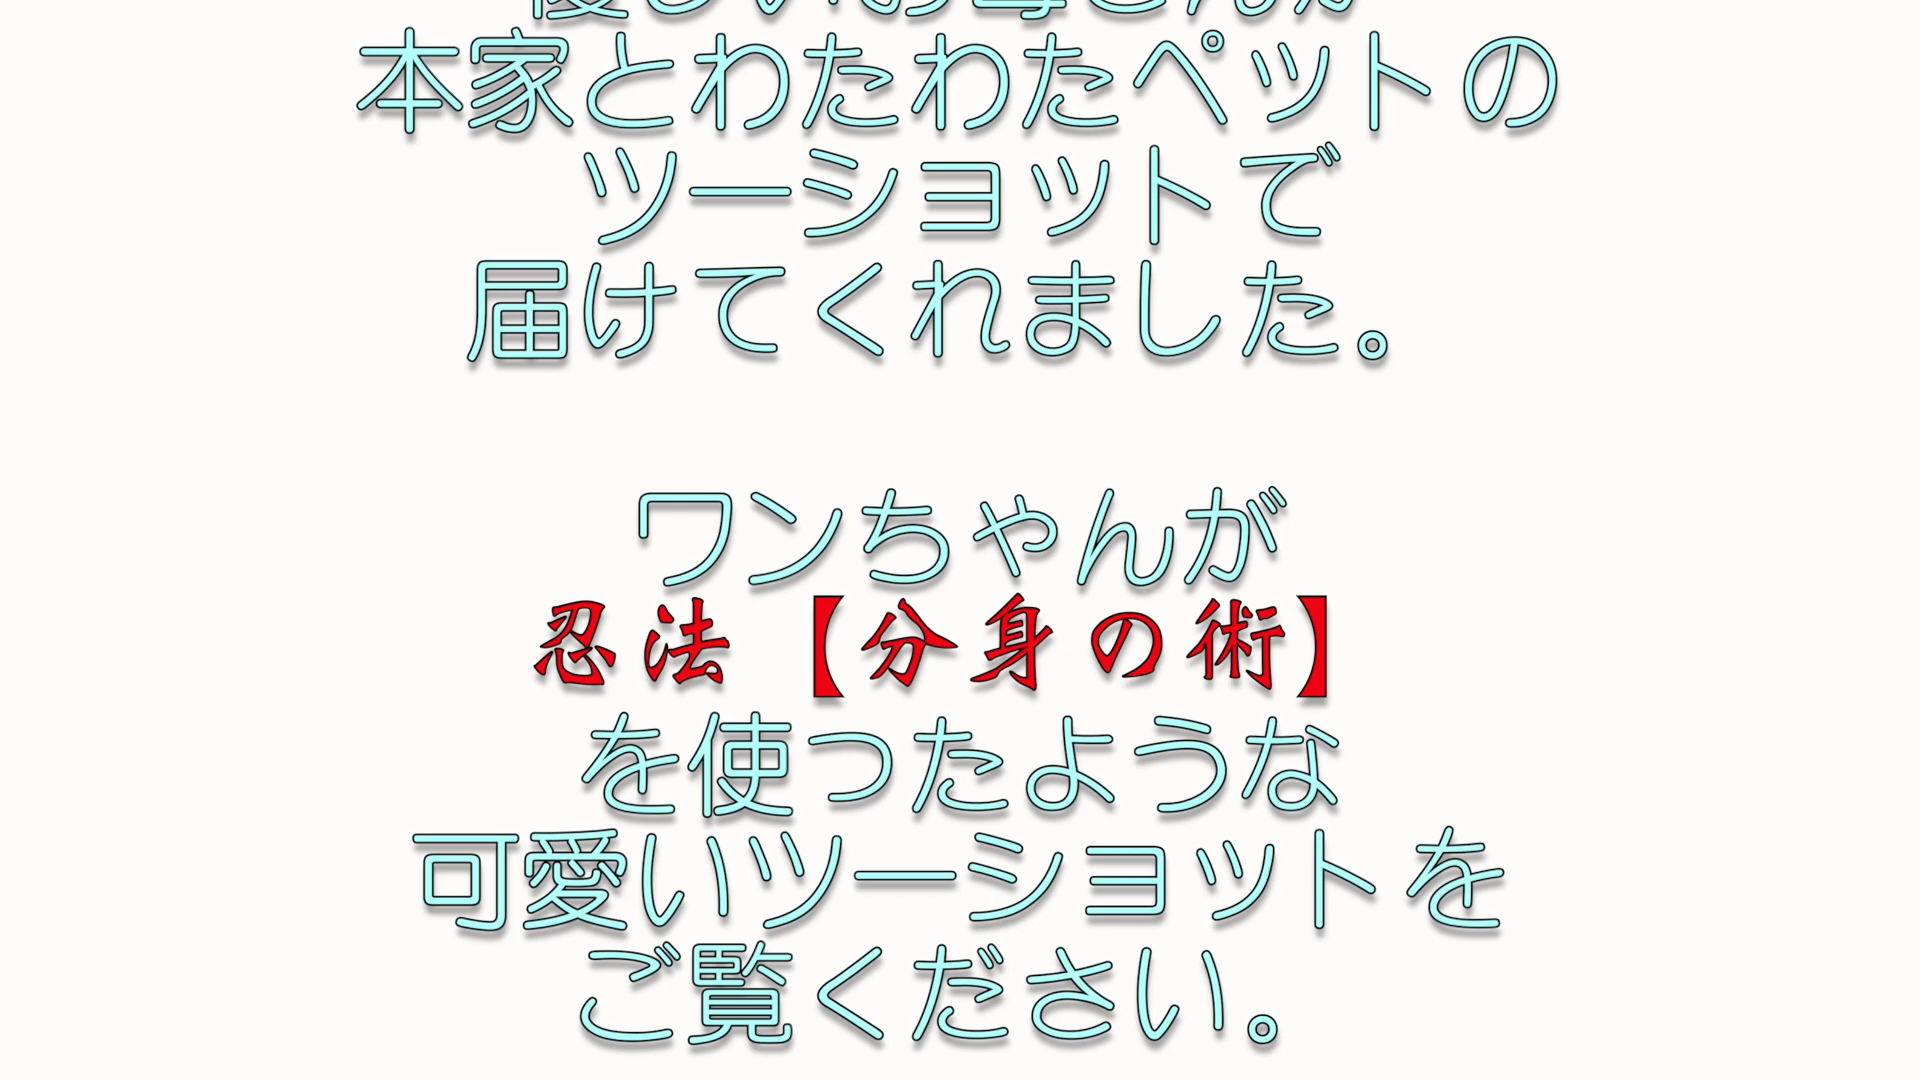 本家とわたわたペットの
ツーショットで
届けてくれました。
ワンちゃんが
忍法【分身の術】
を使ったような
可愛いツーショットを
ご覧ください。